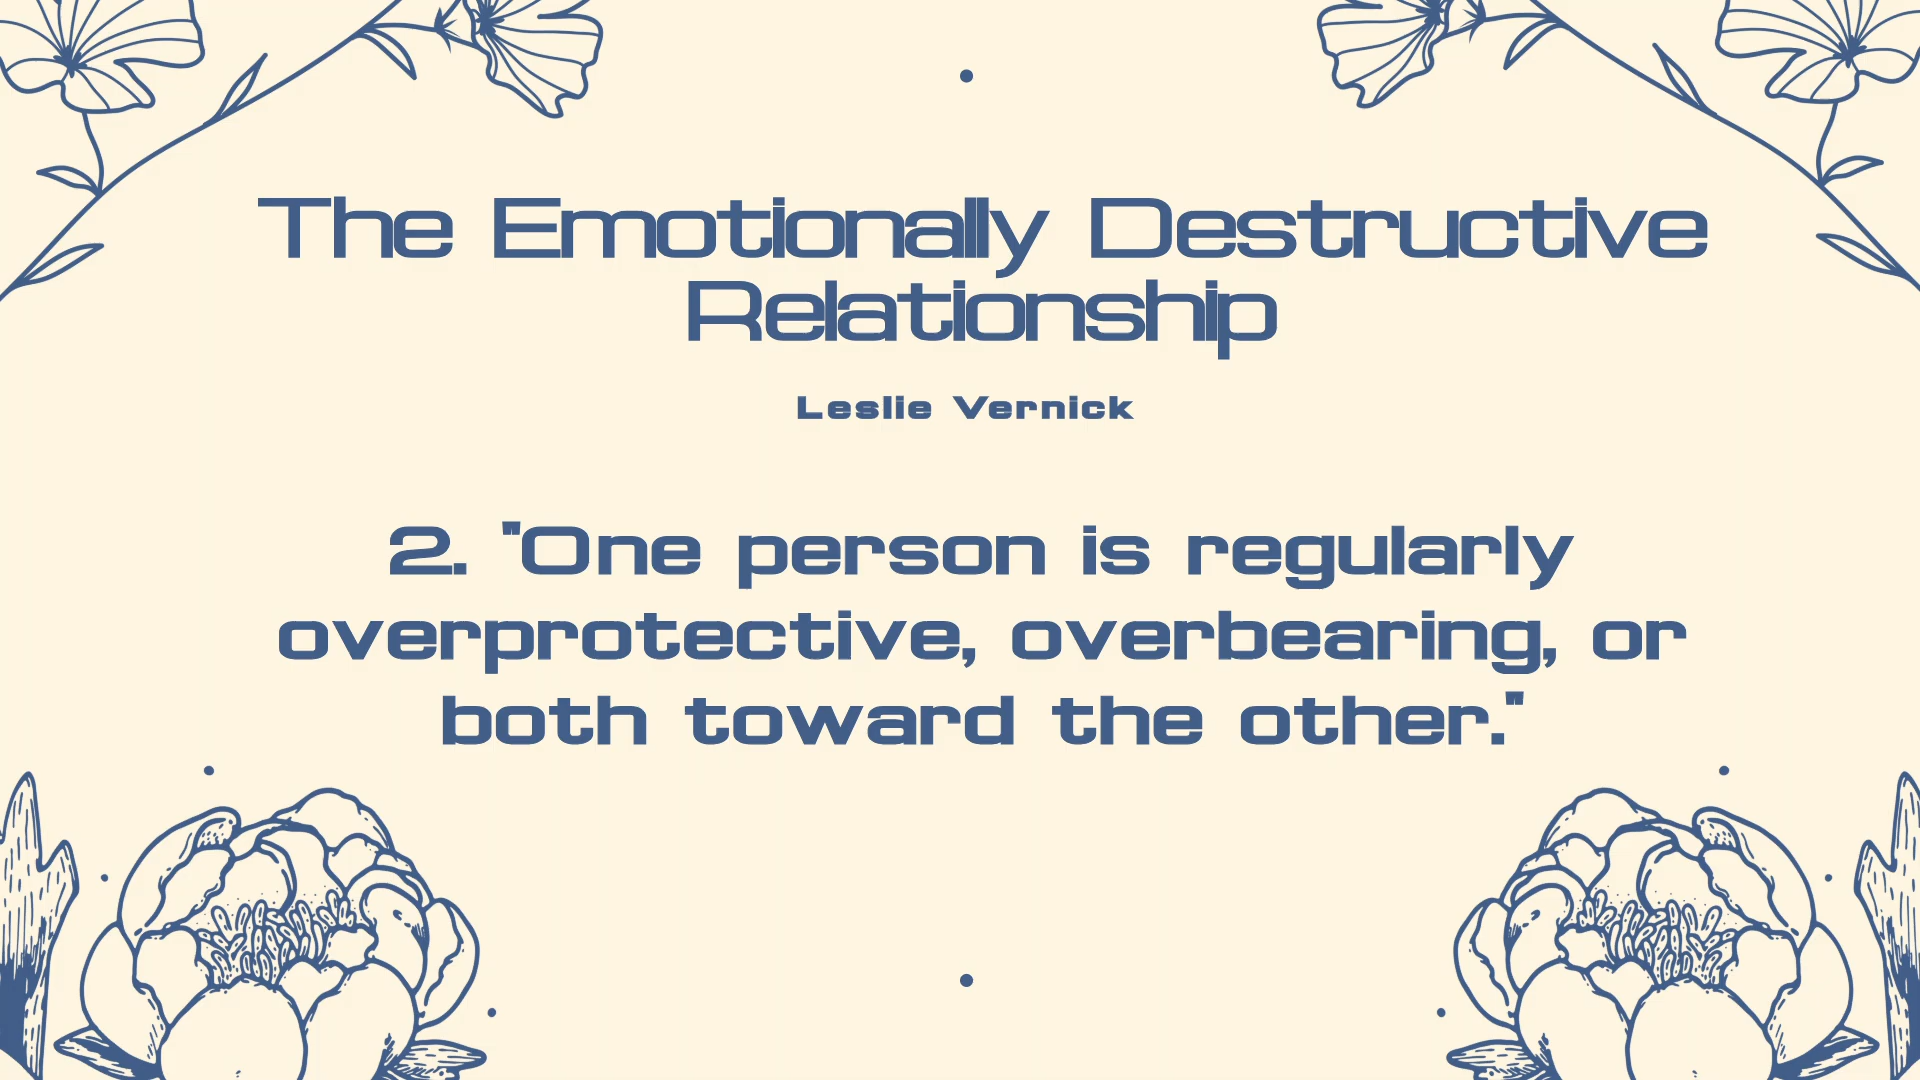 The Emotionally Destructive
Relationship
Leslie Vernick
2. "One person is regularly
overprotective, overbearing, or
both toward the other."